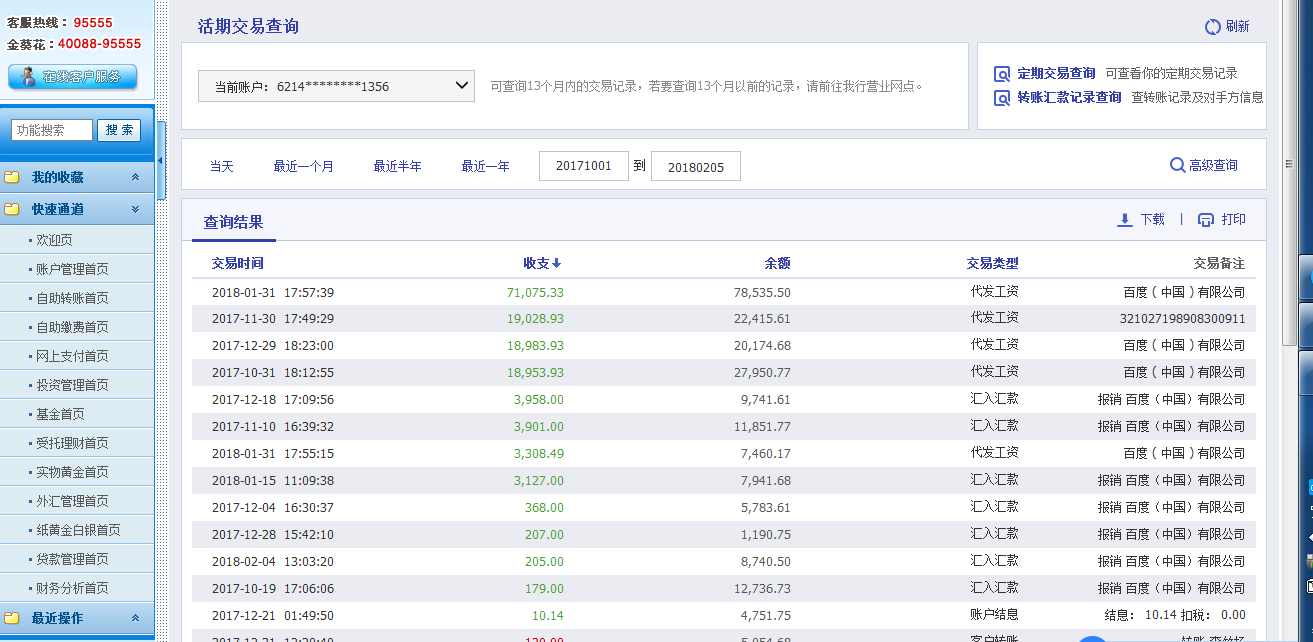 客服热线：95555
金葵花：40088-95555
在线客户服务
功能搜索 搜 索
我的收藏
快速通道
欢迎页
账户管理首页
自助转账首页
自助缴费首页
网上支付首页
投资管理首页
基金首页
受托理财首页
实物黄金首页
外汇管理首页
纸黄金白银首页
贷款管理首页
财务分析首页
最近操作
活期交易查询 刷新
当前账户：6214********1356 可查询13个月内的交易记录，若要查询13个月以前的记录，请前往我行营业网点。
定期交易查询 可查看你的定期交易记录
转账汇款记录查询 查转账记录及对手方信息
当天 最近一个月 最近半年 最近一年 20171001 到 20180205 高级查询
查询结果 下载 | 打印
交易时间 收支 余额 交易类型 交易备注
2018-01-31 17:57:39 71,075.33 78,535.50 代发工资 百度（中国）有限公司
2017-11-30 17:49:29 19,028.93 22,415.61 代发工资 321027198908300911
2017-12-29 18:23:00 18,983.93 20,174.68 代发工资 百度（中国）有限公司
2017-10-31 18:12:55 18,953.93 27,950.77 代发工资 百度（中国）有限公司
2017-12-18 17:09:56 3,958.00 9,741.61 汇入汇款 报销 百度（中国）有限公司
2017-11-10 16:39:32 3,901.00 11,851.77 汇入汇款 报销 百度（中国）有限公司
2018-01-31 17:55:15 3,308.49 7,460.17 代发工资 百度（中国）有限公司
2018-01-15 11:09:38 3,127.00 7,941.68 汇入汇款 报销 百度（中国）有限公司
2017-12-04 16:30:37 368.00 5,783.61 汇入汇款 报销 百度（中国）有限公司
2017-12-28 15:42:10 207.00 1,190.75 汇入汇款 报销 百度（中国）有限公司
2018-02-04 13:03:20 205.00 8,740.50 汇入汇款 报销 百度（中国）有限公司
2017-10-19 17:06:06 179.00 12,736.73 汇入汇款 报销 百度（中国）有限公司
2017-12-21 01:49:50 10.14 4,751.75 账户结息 结息： 10.14 扣税： 0.00